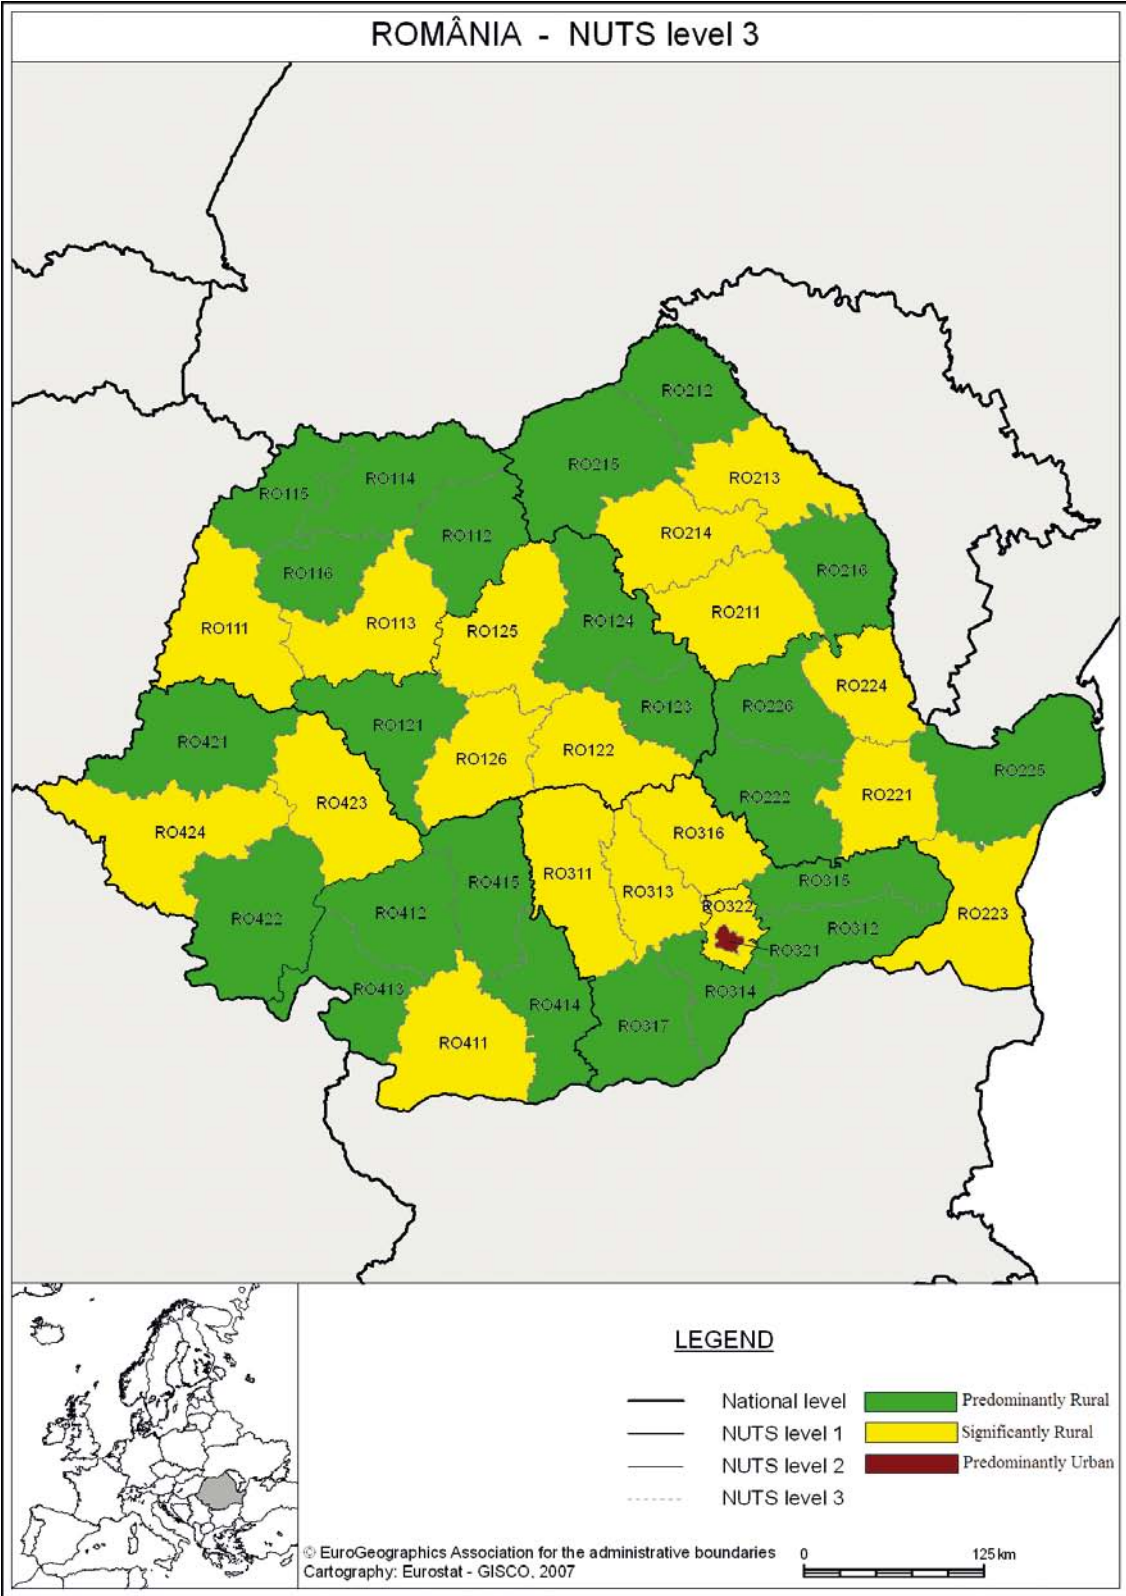 ROMÂNIA - NUTS level 3
RO212
RO215
RO213
RO115
RO114
RO214
RO112
RO116
RO216
RO111
RO113
RO125
RO124
RO211
RO224
RO421
RO121
RO123
RO226
RO126
RO122
RO225
RO424
RO423
RO222
RO221
RO316
RO422
RO412
RO415
RO311
RO313
RO315
RO322
RO223
RO312
RO321
RO413
RO414
RO314
RO411
RO317
LEGEND
National level
Predominantly Rural
NUTS level 1
Significantly Rural
NUTS level 2
Predominantly Urban
NUTS level 3
© EuroGeographics Association for the administrative boundaries
Cartography: Eurostat - GISCO, 2007
0 125 km